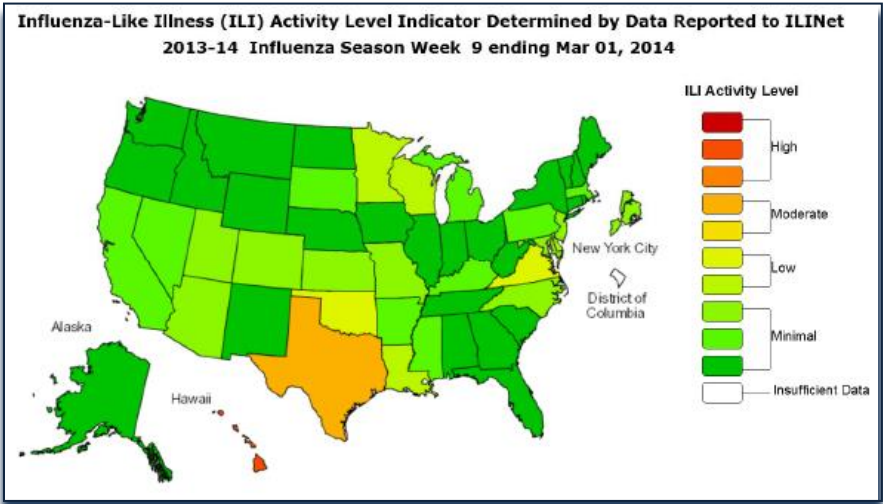 Influenza-Like Illness (ILI) Activity Level Indicator Determined by Data Reported to ILINet
2013-14 Influenza Season Week 9 ending Mar 01, 2014
ILI Activity Level
High
Moderate
New York City
Low
District of
Columbia
Alaska
Minimal
Hawaii
Insufficient Data